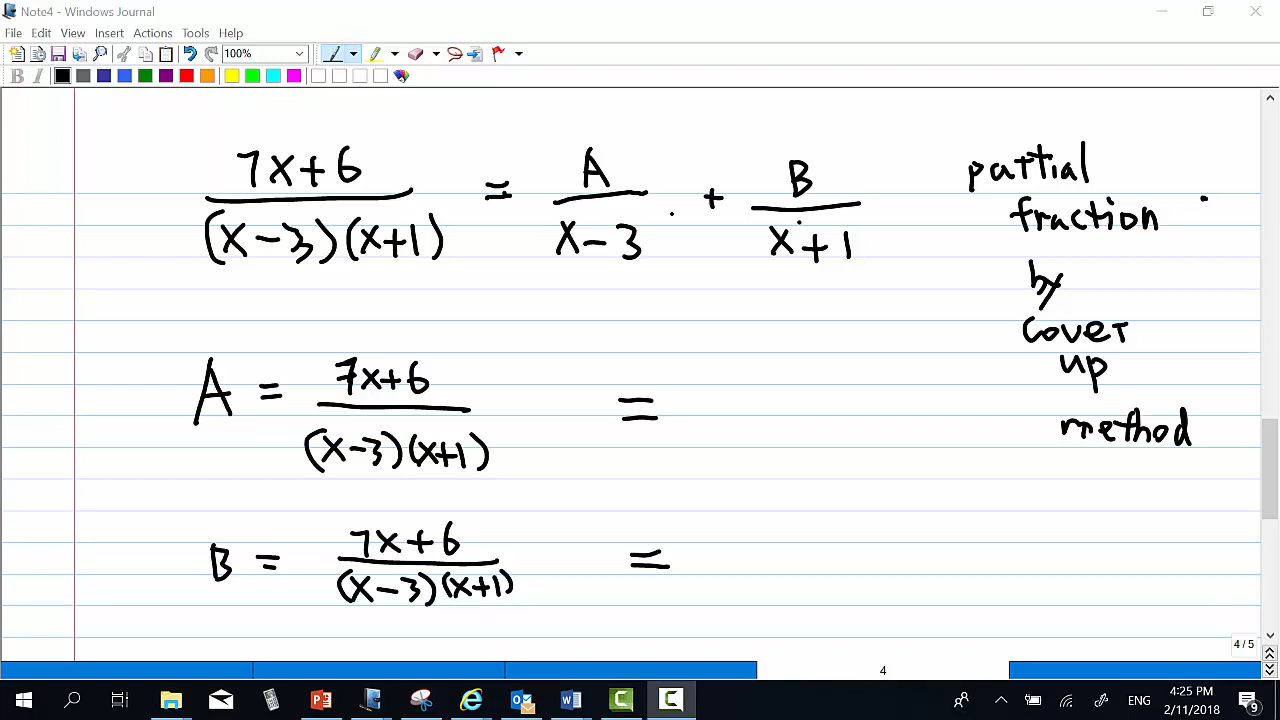 Note4 - Windows Journal
File Edit View Insert Actions Tools Help
100%
B I
7x+6 / (x-3)(x+1) = A / x-3 + B / x+1
partial
fraction
by
cover
up
method
A = 7x+6 / (x-3)(x+1) =
B = 7x+6 / (x-3)(x+1) =
4 / 5
4
ENG
4:25 PM
2/11/2018
9